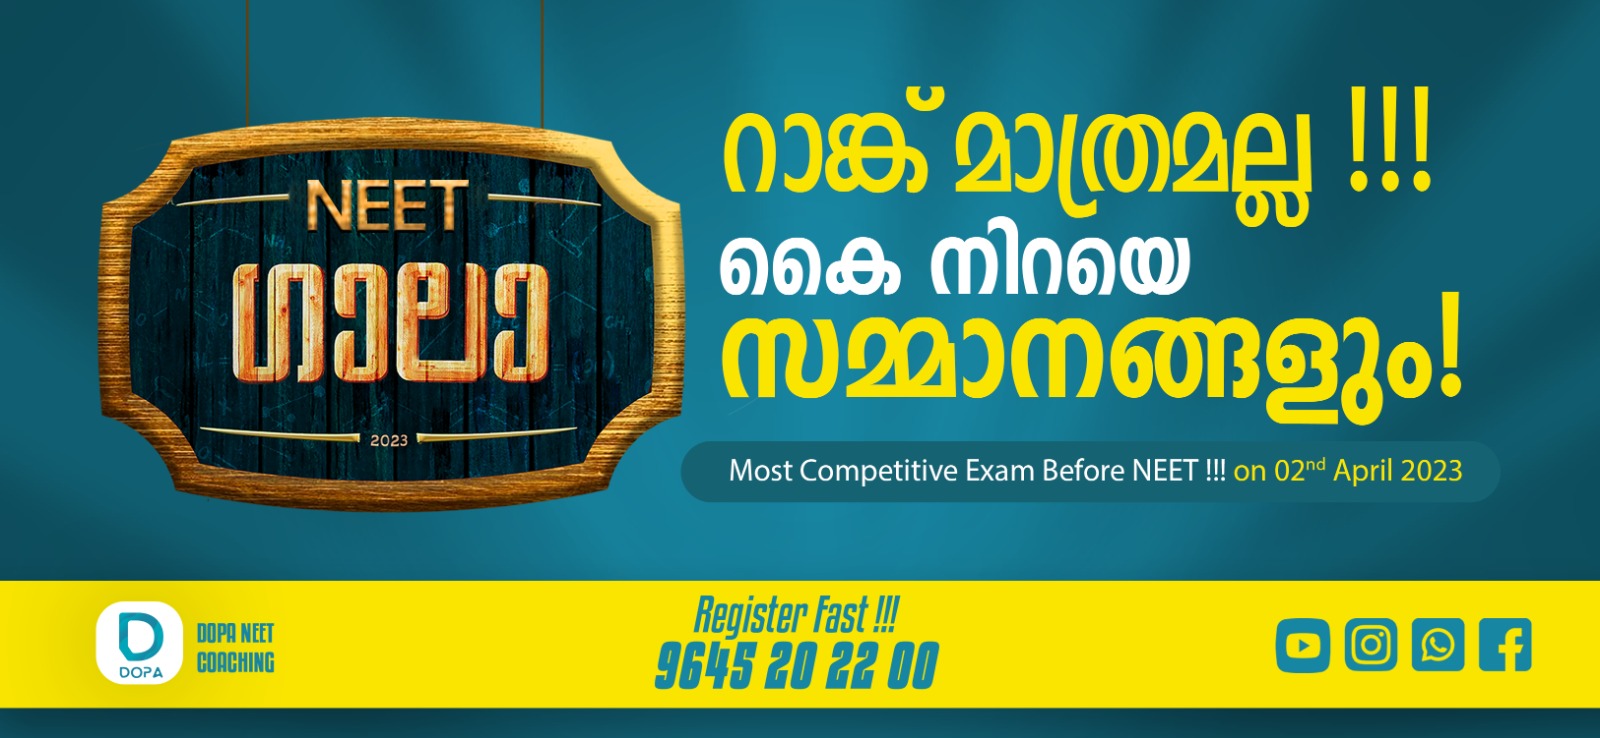 NEET
ഗാലാ
2023
റാങ്ക് മാത്രമല്ല !!!
കൈ നിറയെ
സമ്മാനങ്ങളും!
Most Competitive Exam Before NEET !!! on 02nd April 2023
D
DOPA
DOPA NEET
COACHING
Register Fast !!!
9645 20 22 00